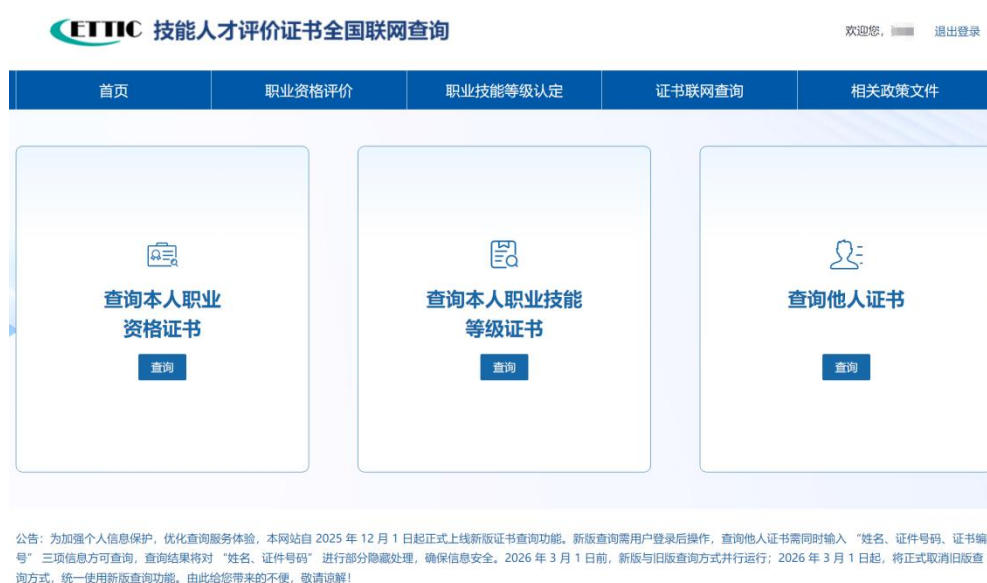 CETTIC 技能人才评价证书全国联网查询
欢迎您, 退出登录
首页 职业资格评价 职业技能等级认定 证书联网查询 相关政策文件
查询本人职业
资格证书
查询
查询本人职业技能
等级证书
查询
查询他人证书
查询
公告：为加强个人信息保护，优化查询服务体验，本网站自 2025 年 12 月 1 日起正式上线新版证书查询功能。新版查询需用户登录后操作，查询他人证书需同时输入 “姓名、证件号码、证书编
号” 三项信息方可查询，查询结果将对 “姓名、证件号码” 进行部分隐藏处理，确保信息安全。2026 年 3 月 1 日前，新版与旧版查询方式并行运行；2026 年 3 月 1 日起，将正式取消旧版查
询方式，统一使用新版查询功能。由此给您带来的不便，敬请谅解！